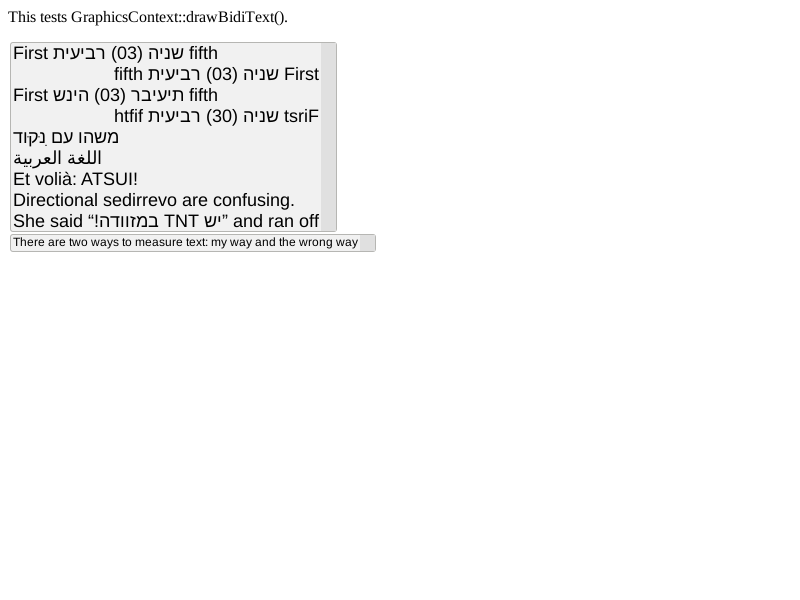 First שניה (03) רביעית fifth
First שניה (03) רביעית fifth
First תיעיבר (03) הינש fifth
tsriF שניה (30) רביעית htfif
משהו עם נִקּוּד
اللغة العربية
Et volià: ATSUI!
Directional sedirrevo are confusing.
She said “יש TNT במזוודה!” and ran off
There are two ways to measure text: my way and the wrong way
This tests GraphicsContext::drawBidiText().